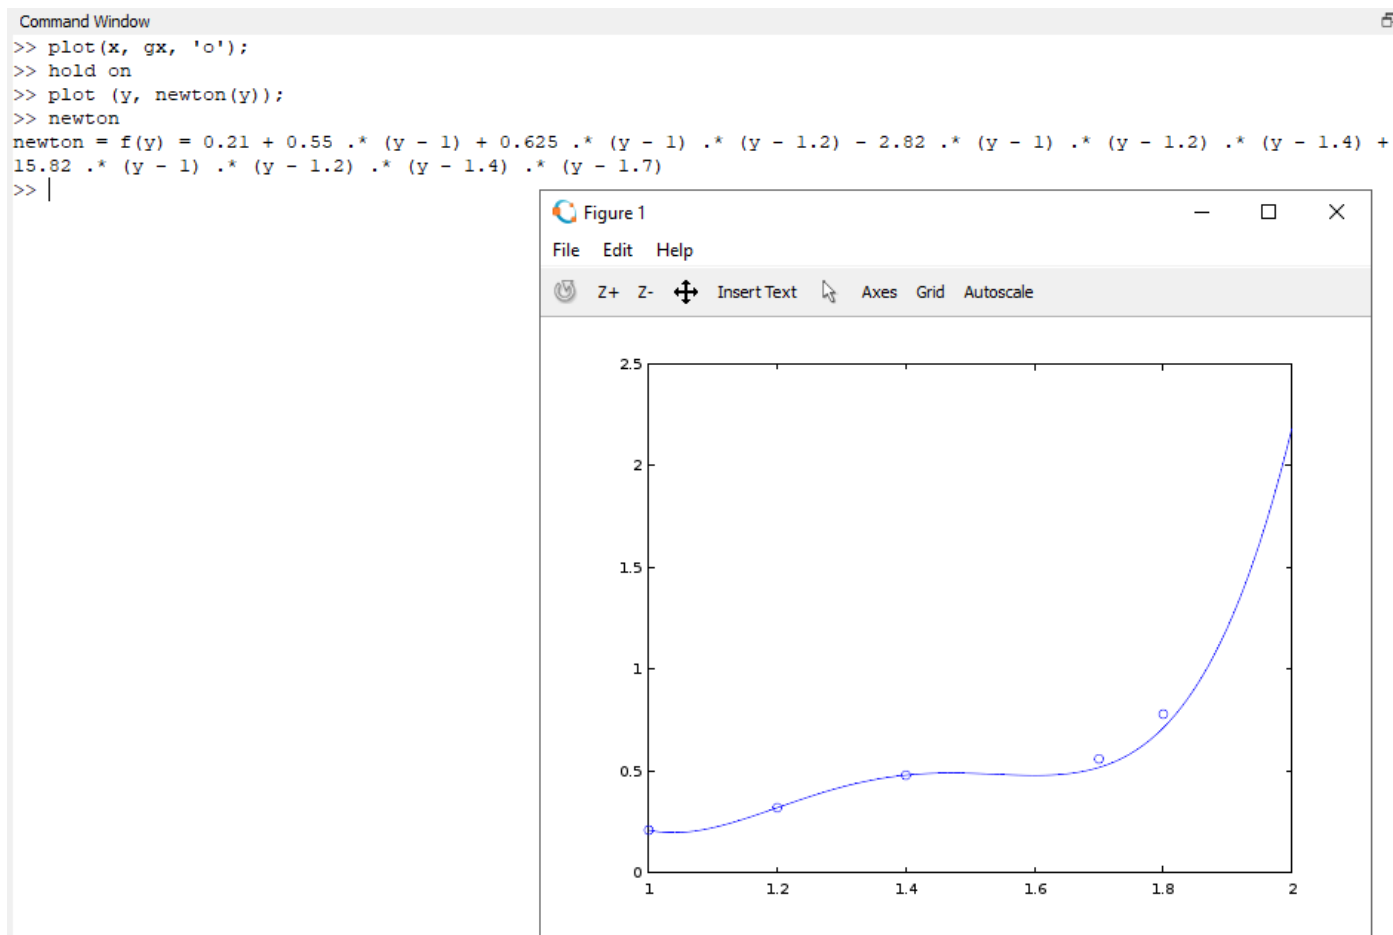 Command Window
>> plot(x, gx, 'o');
>> hold on
>> plot (y, newton(y));
>> newton
newton = f(y) = 0.21 + 0.55 .* (y - 1) + 0.625 .* (y - 1) .* (y - 1.2) - 2.82 .* (y - 1) .* (y - 1.2) .* (y - 1.4) +
15.82 .* (y - 1) .* (y - 1.2) .* (y - 1.4) .* (y - 1.7)
>>
Figure 1
File Edit Help
Z+ Z- Insert Text Axes Grid Autoscale
2.5
2
1.5
1
0.5
0
1 1.2 1.4 1.6 1.8 2